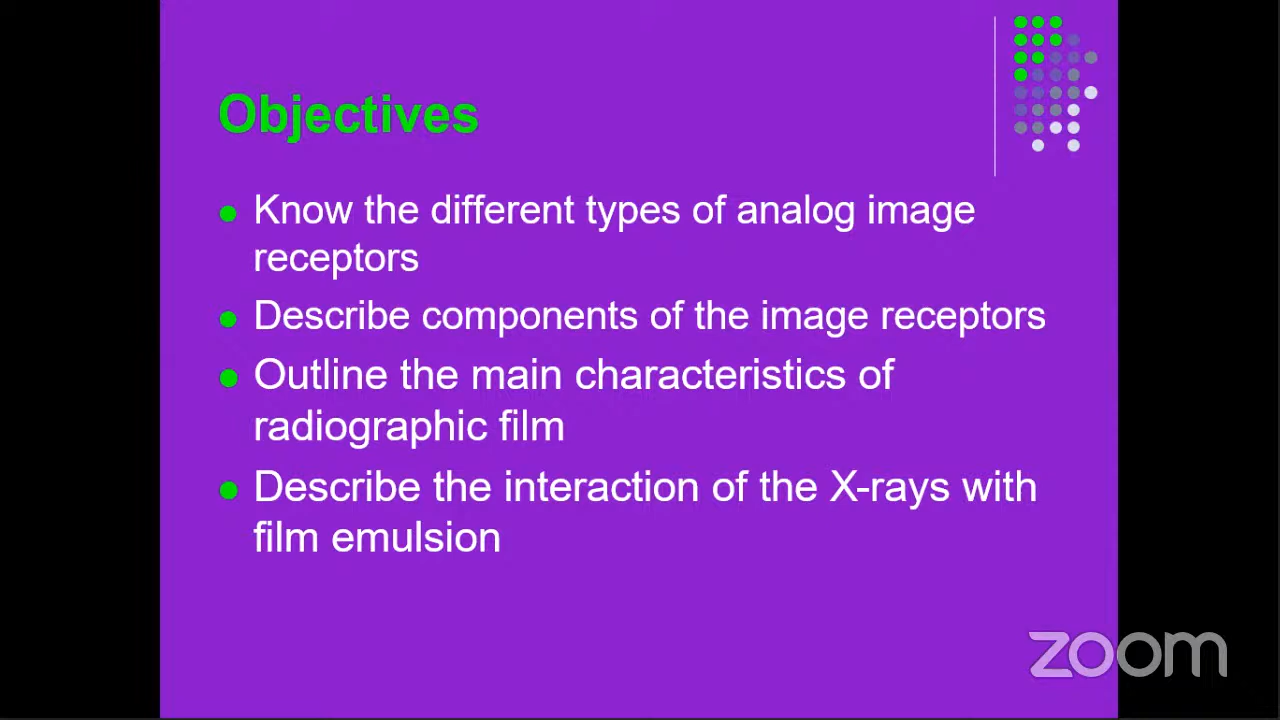 Objectives
Know the different types of analog image
receptors
Describe components of the image receptors
Outline the main characteristics of
radiographic film
Describe the interaction of the X-rays with
film emulsion
zoom